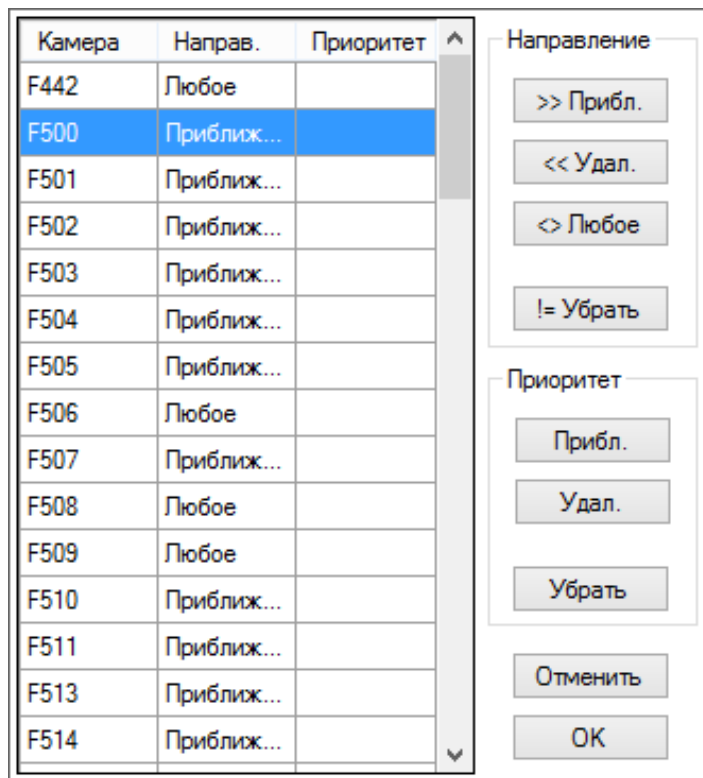 Камера Направ. Приоритет
F442 Любое
F500 Приближ...
F501 Приближ...
F502 Приближ...
F503 Приближ...
F504 Приближ...
F505 Приближ...
F506 Любое
F507 Приближ...
F508 Любое
F509 Любое
F510 Приближ...
F511 Приближ...
F513 Приближ...
F514 Приближ...
Направление
>> Прибл.
<< Удал.
<> Любое
!= Убрать
Приоритет
Прибл.
Удал.
Убрать
Отменить
OK